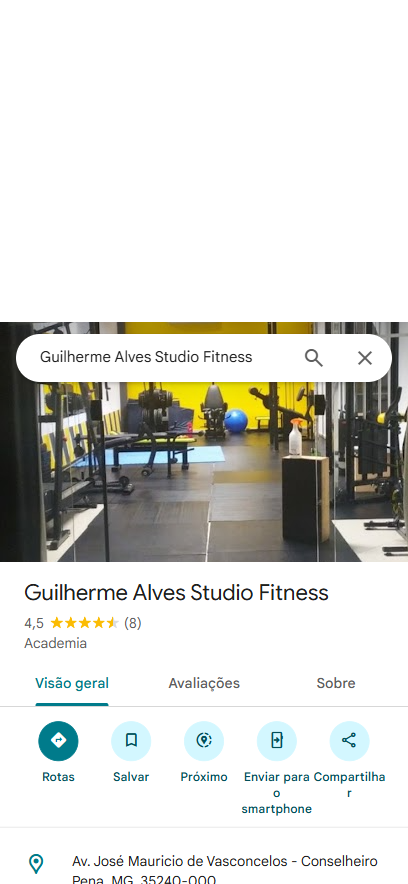 Guilherme Alves Studio Fitness
Guilherme Alves Studio Fitness
4,5 (8)
Academia
Visão geral Avaliações Sobre
Rotas Salvar Próximo Enviar para o smartphone Compartilhar
Av. José Mauricio de Vasconcelos - Conselheiro
Pena, MG, 35240-000